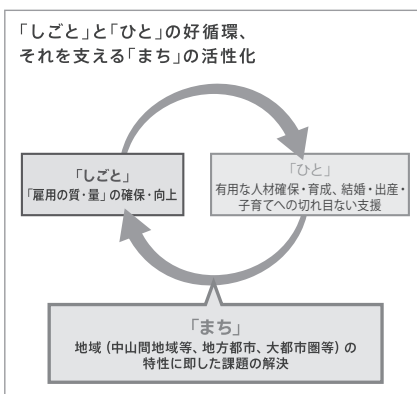 「しごと」と「ひと」の好循環、
それを支える「まち」の活性化
「しごと」
「雇用の質・量」の確保・向上
「ひと」
有用な人材確保・育成、結婚・出産・
子育てへの切れ目ない支援
「まち」
地域（中山間地域等、地方都市、大都市圏等）の
特性に即した課題の解決